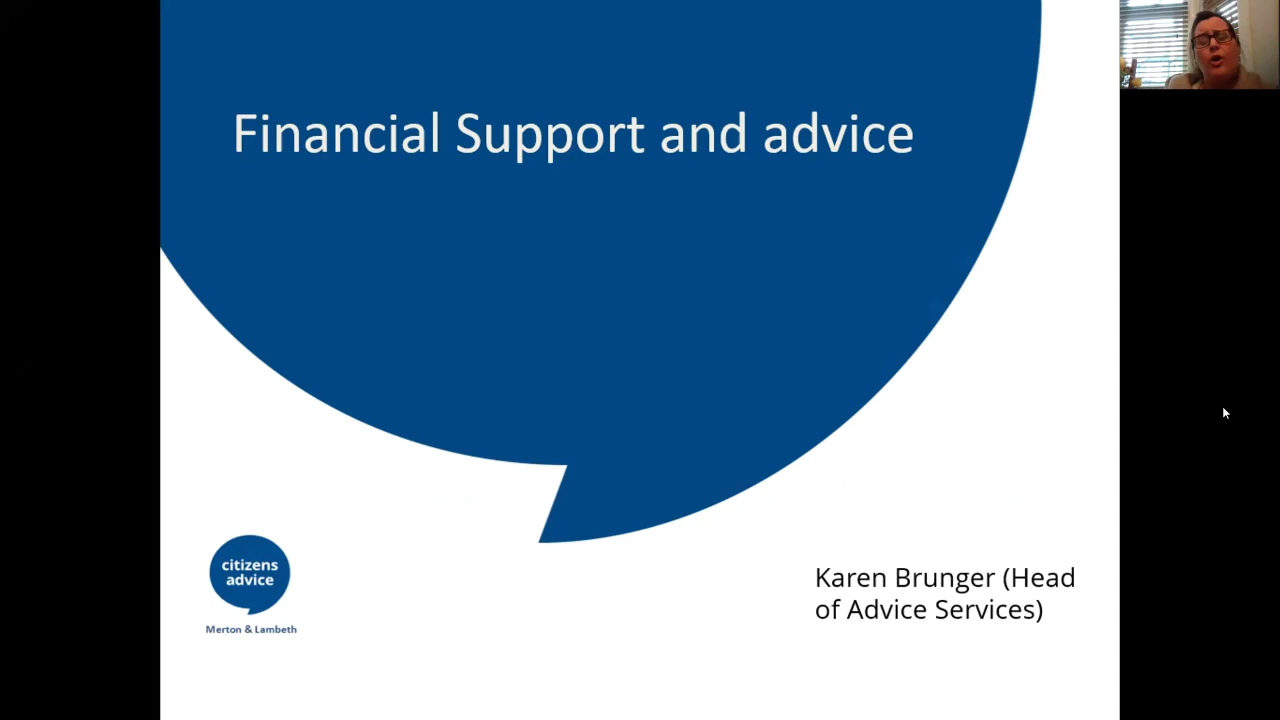 Financial Support and advice
citizens
advice
Merton & Lambeth
Karen Brunger (Head
of Advice Services)